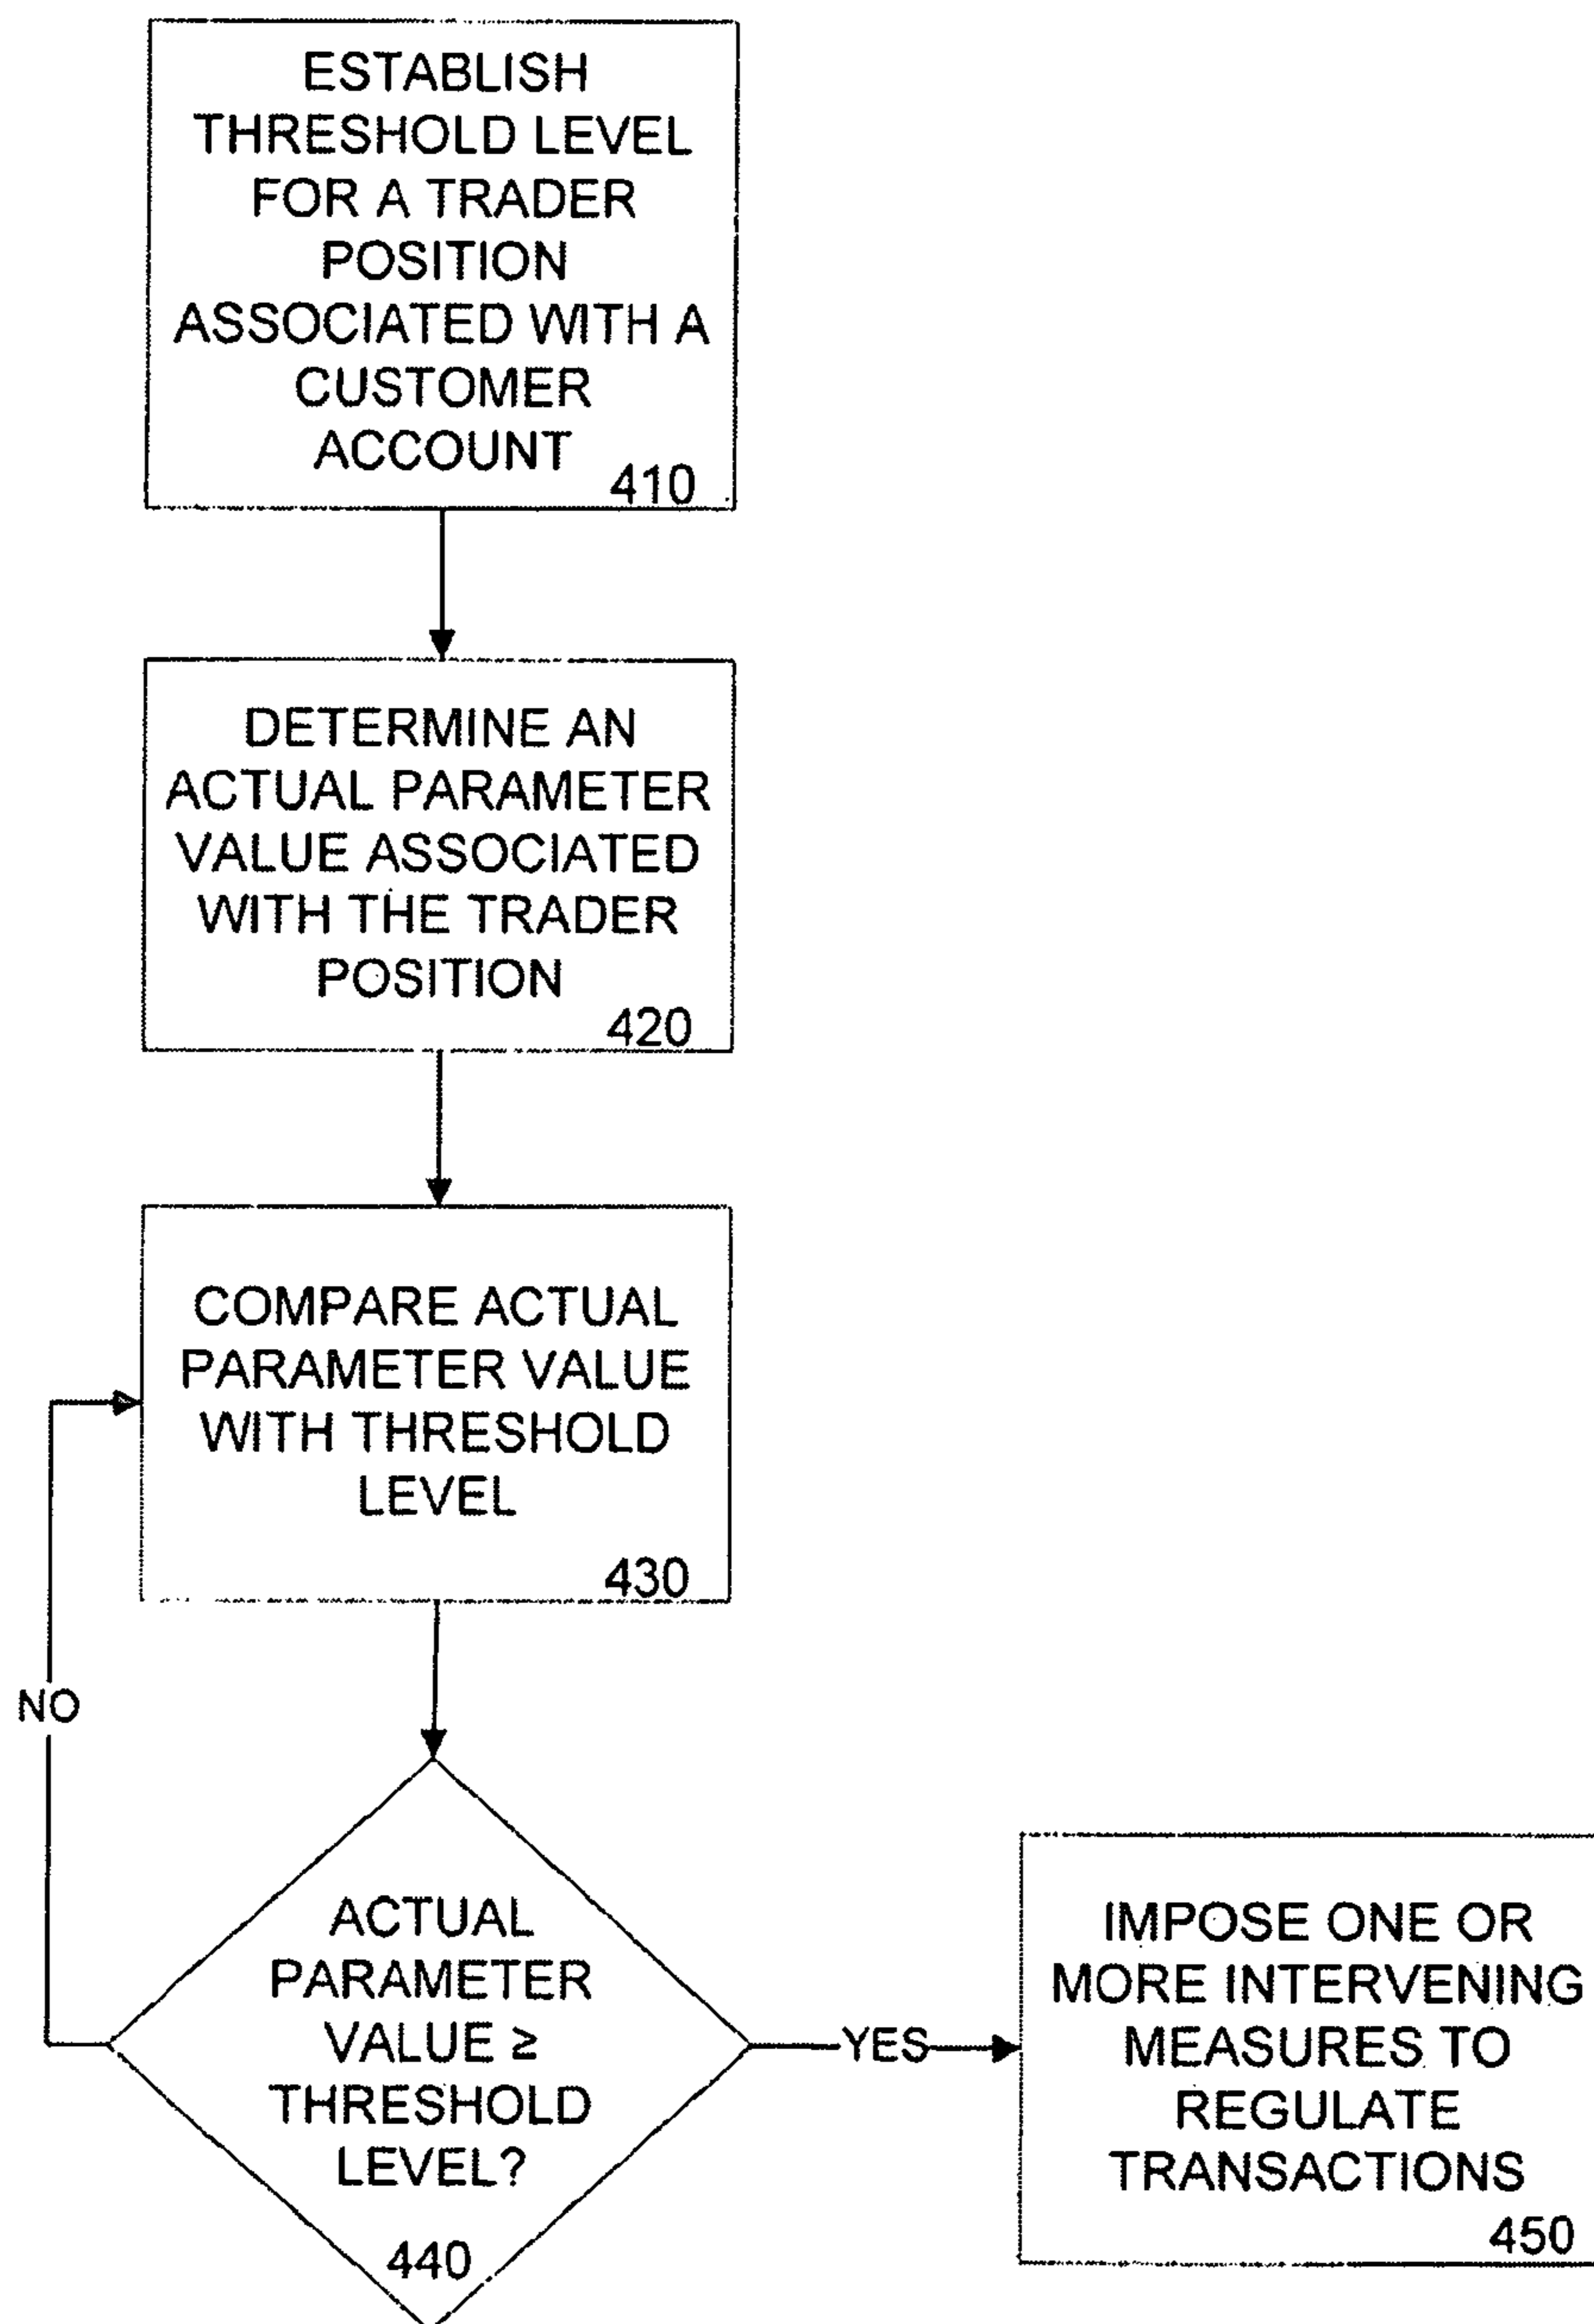 ESTABLISH
THRESHOLD LEVEL
FOR A TRADER
POSITION
ASSOCIATED WITH A
CUSTOMER
ACCOUNT
410
DETERMINE AN
ACTUAL PARAMETER
VALUE ASSOCIATED
WITH THE TRADER
POSITION
420
COMPARE ACTUAL
PARAMETER VALUE
WITH THRESHOLD
LEVEL
430
NO
ACTUAL
PARAMETER
VALUE ≥
THRESHOLD
LEVEL?
440
YES
IMPOSE ONE OR
MORE INTERVENING
MEASURES TO
REGULATE
TRANSACTIONS
450